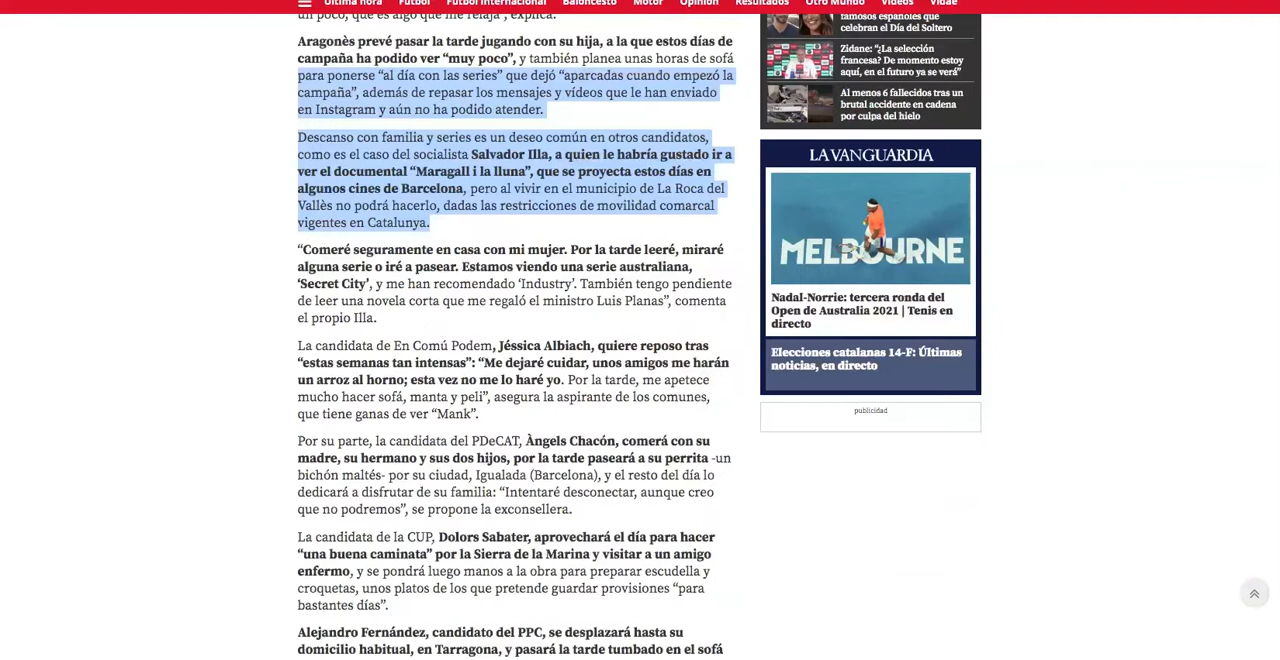 Última hora Fútbol Fútbol Internacional Baloncesto Motor Opinión Resultados Otro Mundo Vídeos Vidae
un poco, que es algo que me relaja”, explica.
Aragonès prevé pasar la tarde jugando con su hija, a la que estos días de
campaña ha podido ver “muy poco”, y también planea unas horas de sofá
para ponerse “al día con las series” que dejó “aparcadas cuando empezó la
campaña”, además de repasar los mensajes y vídeos que le han enviado
en Instagram y aún no ha podido atender.
Descanso con familia y series es un deseo común en otros candidatos,
como es el caso del socialista Salvador Illa, a quien le habría gustado ir a
ver el documental “Maragall i la lluna”, que se proyecta estos días en
algunos cines de Barcelona, pero al vivir en el municipio de La Roca del
Vallès no podrá hacerlo, dadas las restricciones de movilidad comarcal
vigentes en Catalunya.
“Comeré seguramente en casa con mi mujer. Por la tarde leeré, miraré
alguna serie o iré a pasear. Estamos viendo una serie australiana,
‘Secret City’, y me han recomendado ‘Industry’. También tengo pendiente
de leer una novela corta que me regaló el ministro Luis Planas”, comenta
el propio Illa.
La candidata de En Comú Podem, Jéssica Albiach, quiere reposo tras
“estas semanas tan intensas”: “Me dejaré cuidar, unos amigos me harán
un arroz al horno; esta vez no me lo haré yo. Por la tarde, me apetece
mucho hacer sofá, manta y peli”, asegura la aspirante de los comunes,
que tiene ganas de ver “Mank”.
Por su parte, la candidata del PDeCAT, Àngels Chacón, comerá con su
madre, su hermano y sus dos hijos, por la tarde paseará a su perrita -un
bichón maltés- por su ciudad, Igualada (Barcelona), y el resto del día lo
dedicará a disfrutar de su familia: “Intentaré desconectar, aunque creo
que no podremos”, se propone la exconsellera.
La candidata de la CUP, Dolors Sabater, aprovechará el día para hacer
“una buena caminata” por la Sierra de la Marina y visitar a un amigo
enfermo, y se pondrá luego manos a la obra para preparar escudella y
croquetas, unos platos de los que pretende guardar provisiones “para
bastantes días”.
Alejandro Fernández, candidato del PPC, se desplazará hasta su
domicilio habitual, en Tarragona, y pasará la tarde tumbado en el sofá
famosos españoles que
celebran el Día del Soltero
Zidane: “¿La selección
francesa? De momento estoy
aquí, en el futuro ya se verá”
Al menos 6 fallecidos tras un
brutal accidente en cadena
por culpa del hielo
LA VANGUARDIA
MELBOURNE
Nadal-Norrie: tercera ronda del
Open de Australia 2021 | Tenis en
directo
Elecciones catalanas 14-F: Últimas
noticias, en directo
publicidad